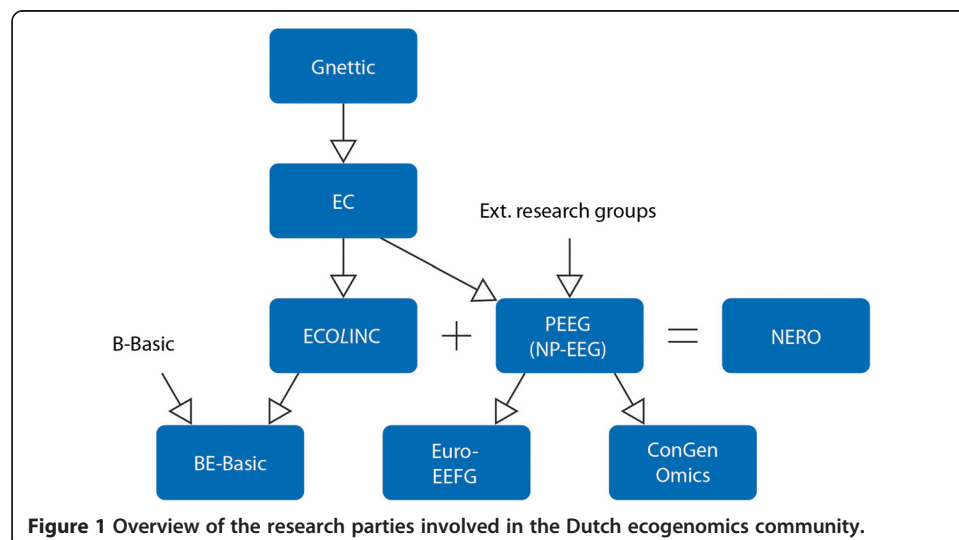 Gnettic
EC
Ext. research groups
ECOLINC
+
PEEG
(NP-EEG)
=
NERO
B-Basic
BE-Basic
Euro-
EEFG
ConGen
Omics
Figure 1 Overview of the research parties involved in the Dutch ecogenomics community.